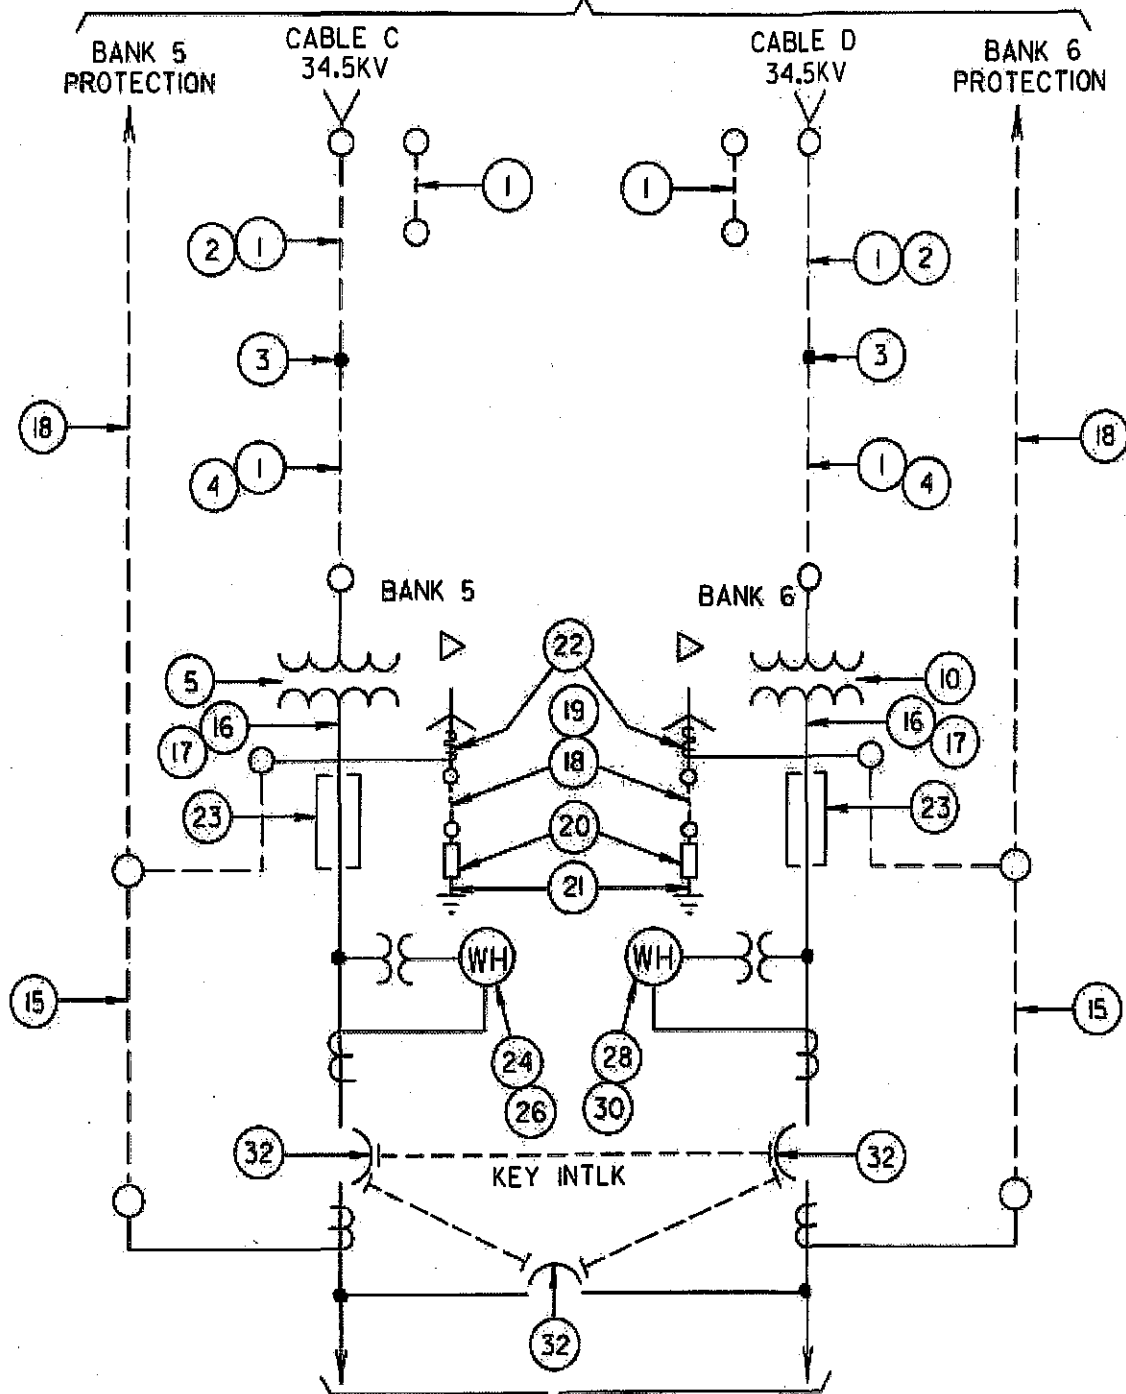 BANK 5
PROTECTION
CABLE C
34.5KV
CABLE D
34.5KV
BANK 6
PROTECTION
1
1
2 1
1 2
3
3
18
18
4 1
1 4
BANK 5
BANK 6
22
5
10
19
16
16
17
17
18
23
23
20
21
WH
WH
15
15
24
28
26
30
32
32
KEY INTLK
32